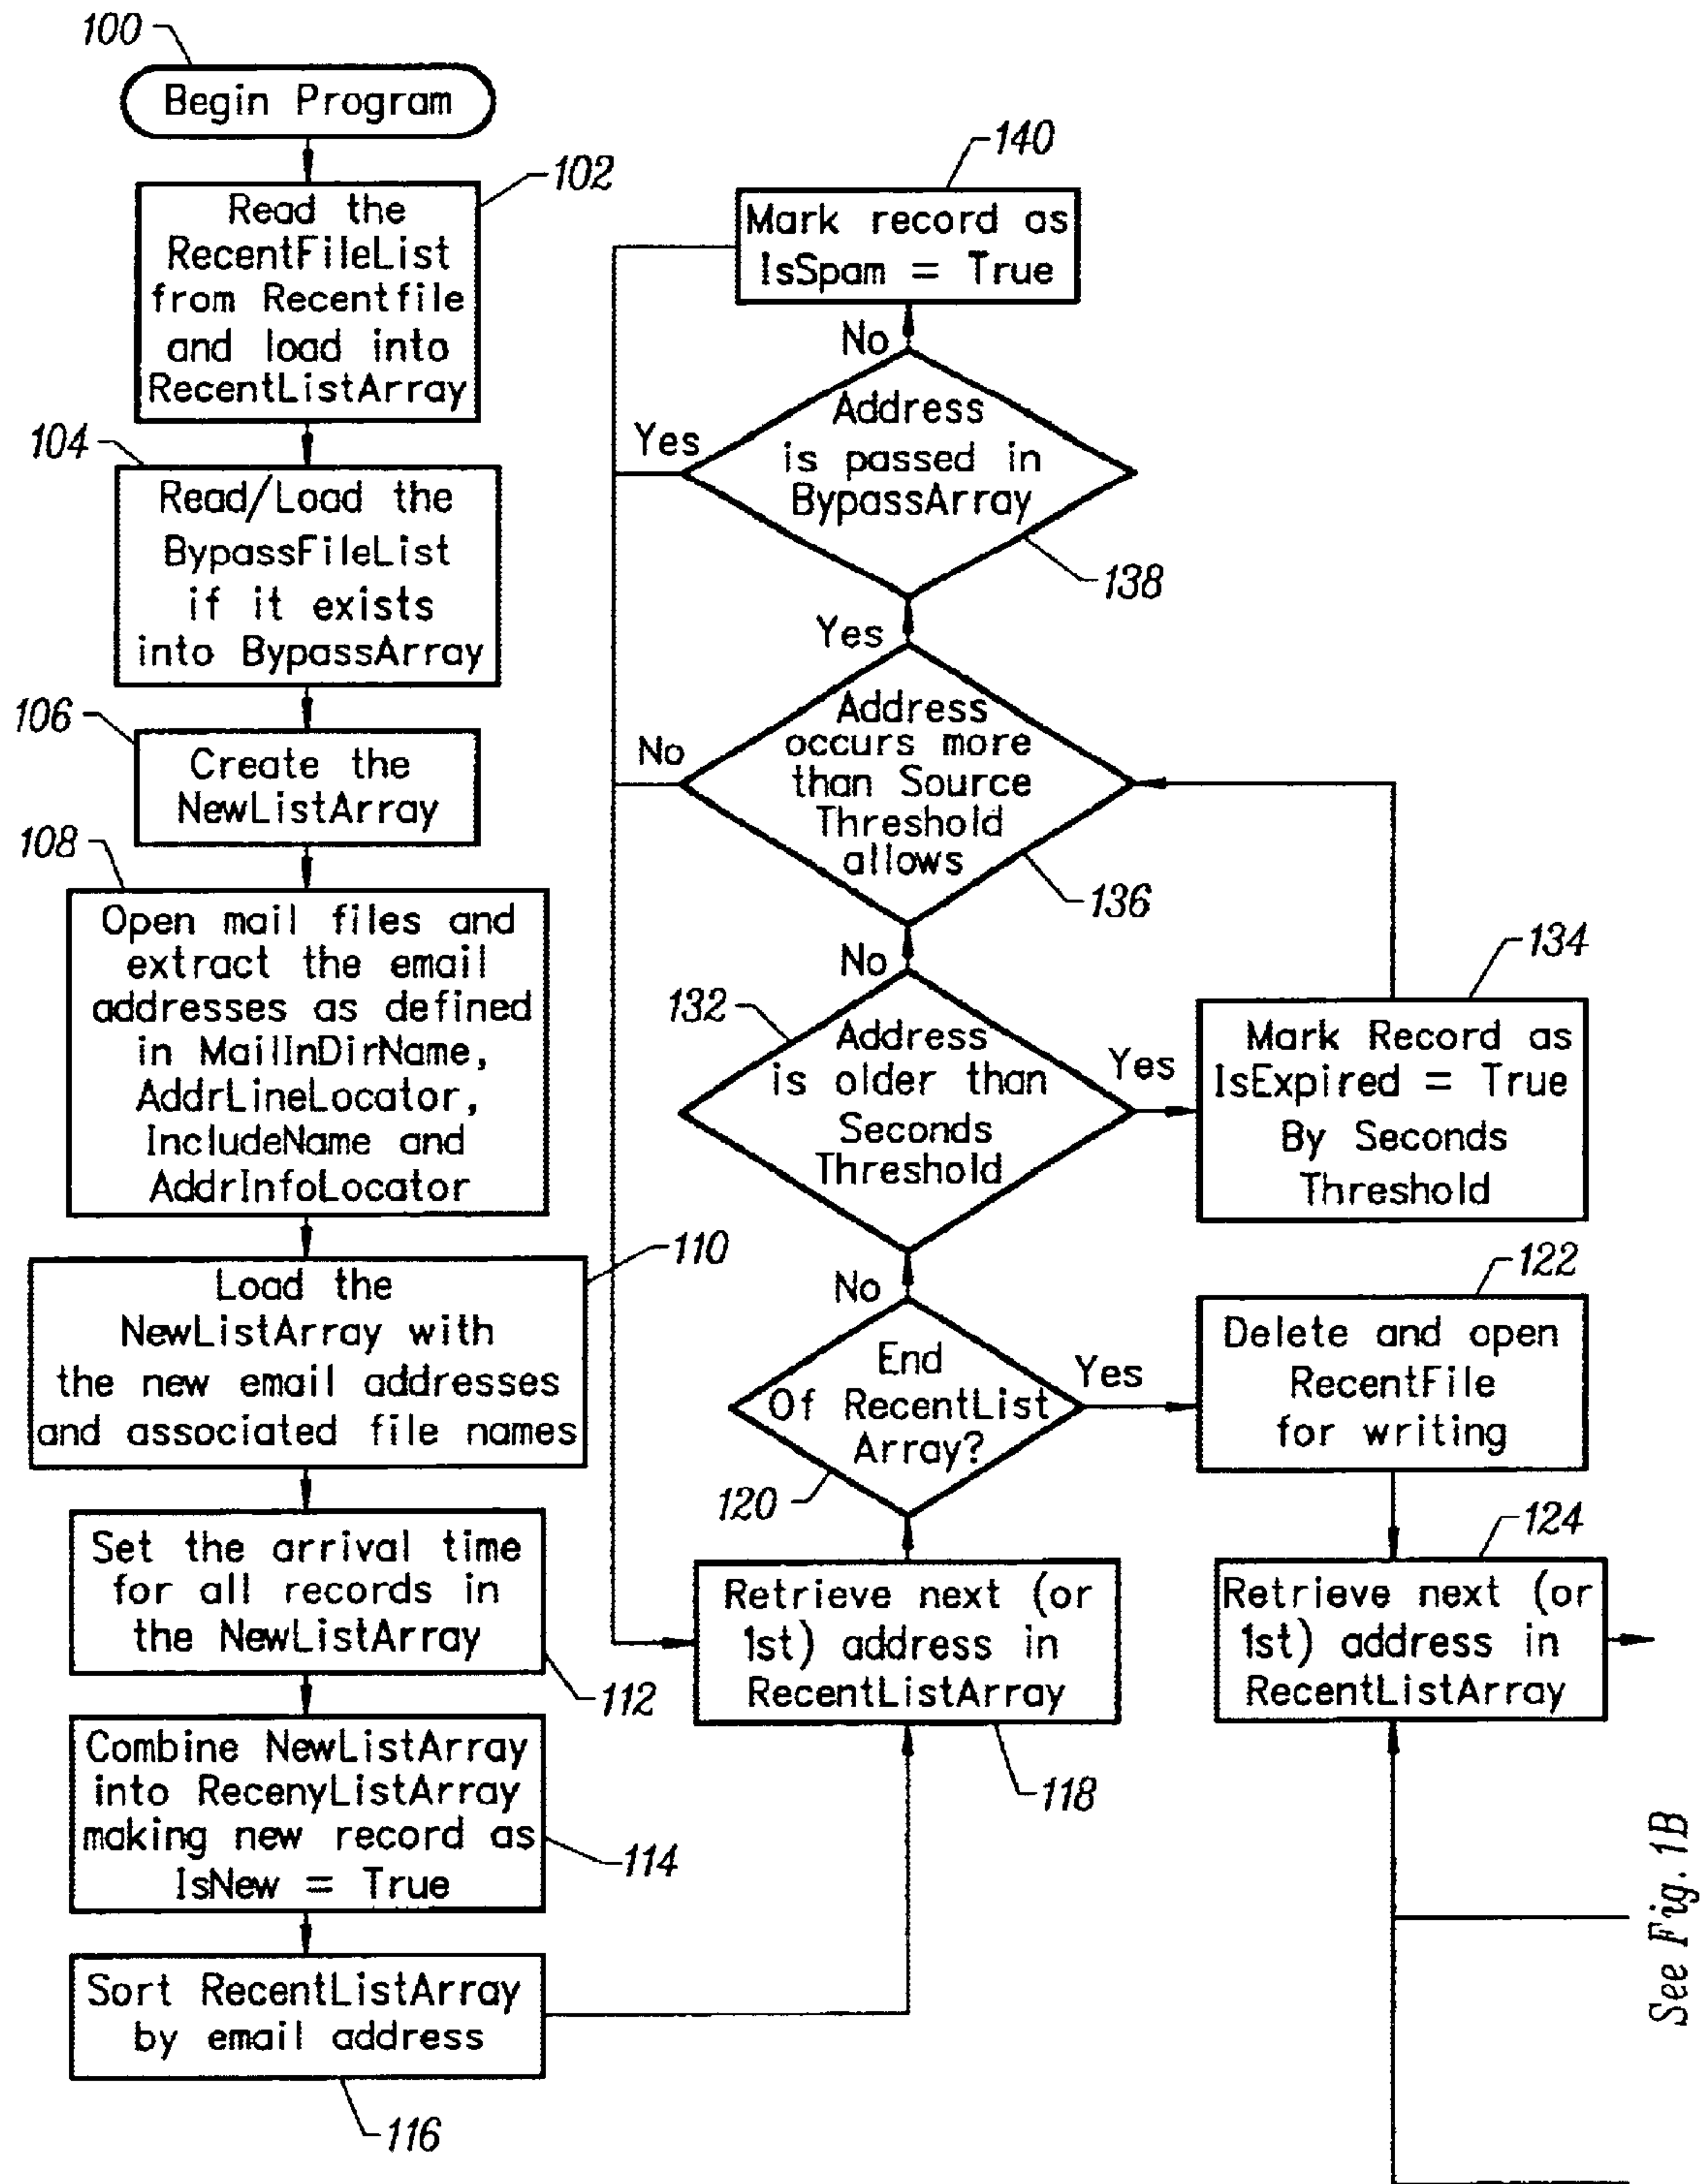 100
Begin Program
102
Read the
RecentFileList
from Recentfile
and load into
RecentListArray
104
Read/Load the
BypassFileList
if it exists
into BypassArray
106
Create the
NewListArray
108
Open mail files and
extract the email
addresses as defined
in MailInDirName,
AddrLineLocator,
IncludeName and
AddrInfoLocator
110
Load the
NewListArray with
the new email addresses
and associated file names
Set the arrival time
for all records in
the NewListArray
112
Combine NewListArray
into RecenyListArray
making new record as
IsNew = True
114
Sort RecentListArray
by email address
116
140
Mark record as
IsSpam = True
No
Address
is passed in
BypassArray
Yes
138
Yes
Address
occurs more
than Source
Threshold
allows
No
136
No
132
Address
is older than
Seconds
Threshold
Yes
134
Mark Record as
IsExpired = True
By Seconds
Threshold
No
End
Of RecentList
Array?
Yes
120
122
Delete and open
RecentFile
for writing
Retrieve next (or
1st) address in
RecentListArray
118
124
Retrieve next (or
1st) address in
RecentListArray
See Fig. 1B